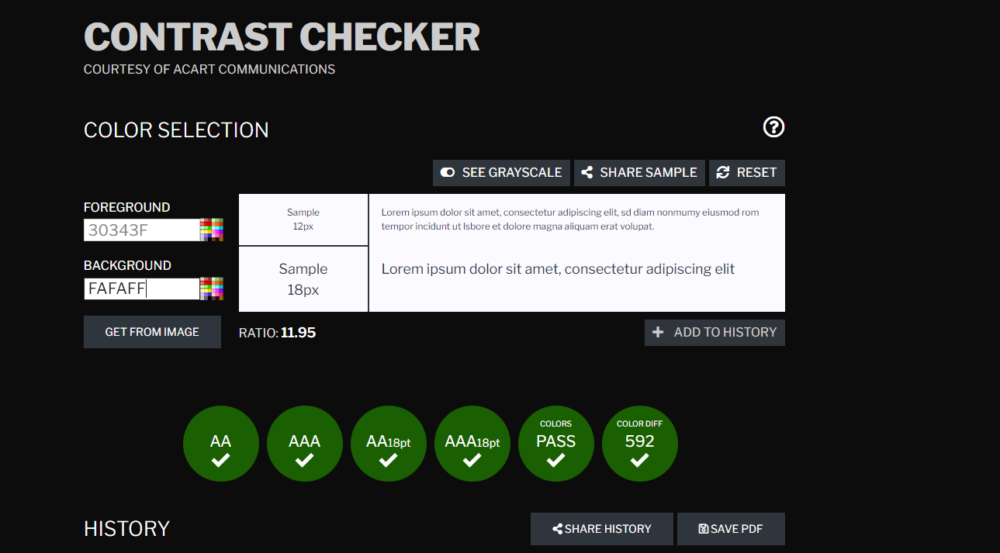 CONTRAST CHECKER
COURTESY OF ACART COMMUNICATIONS
COLOR SELECTION
SEE GRAYSCALE
SHARE SAMPLE
RESET
FOREGROUND
30343F
BACKGROUND
FAFAFF
GET FROM IMAGE
Sample
12px
Lorem ipsum dolor sit amet, consectetur adipiscing elit, sd diam nonmumy eiusmod rom
tempor incidunt ut lsbore et dolore magna aliquam erat volupat.
Sample
18px
Lorem ipsum dolor sit amet, consectetur adipiscing elit
RATIO: 11.95
ADD TO HISTORY
AA
AAA
AA18pt
AAA18pt
COLORS
PASS
COLOR DIFF
592
HISTORY
SHARE HISTORY
SAVE PDF